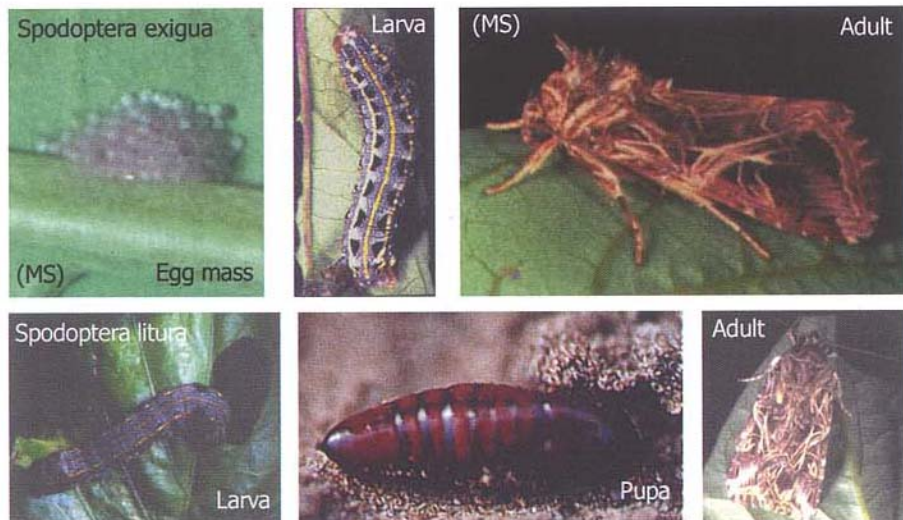 Spodoptera exigua
(MS)
Egg mass
Larva
(MS)
Adult
Spodoptera litura
Larva
Pupa
Adult